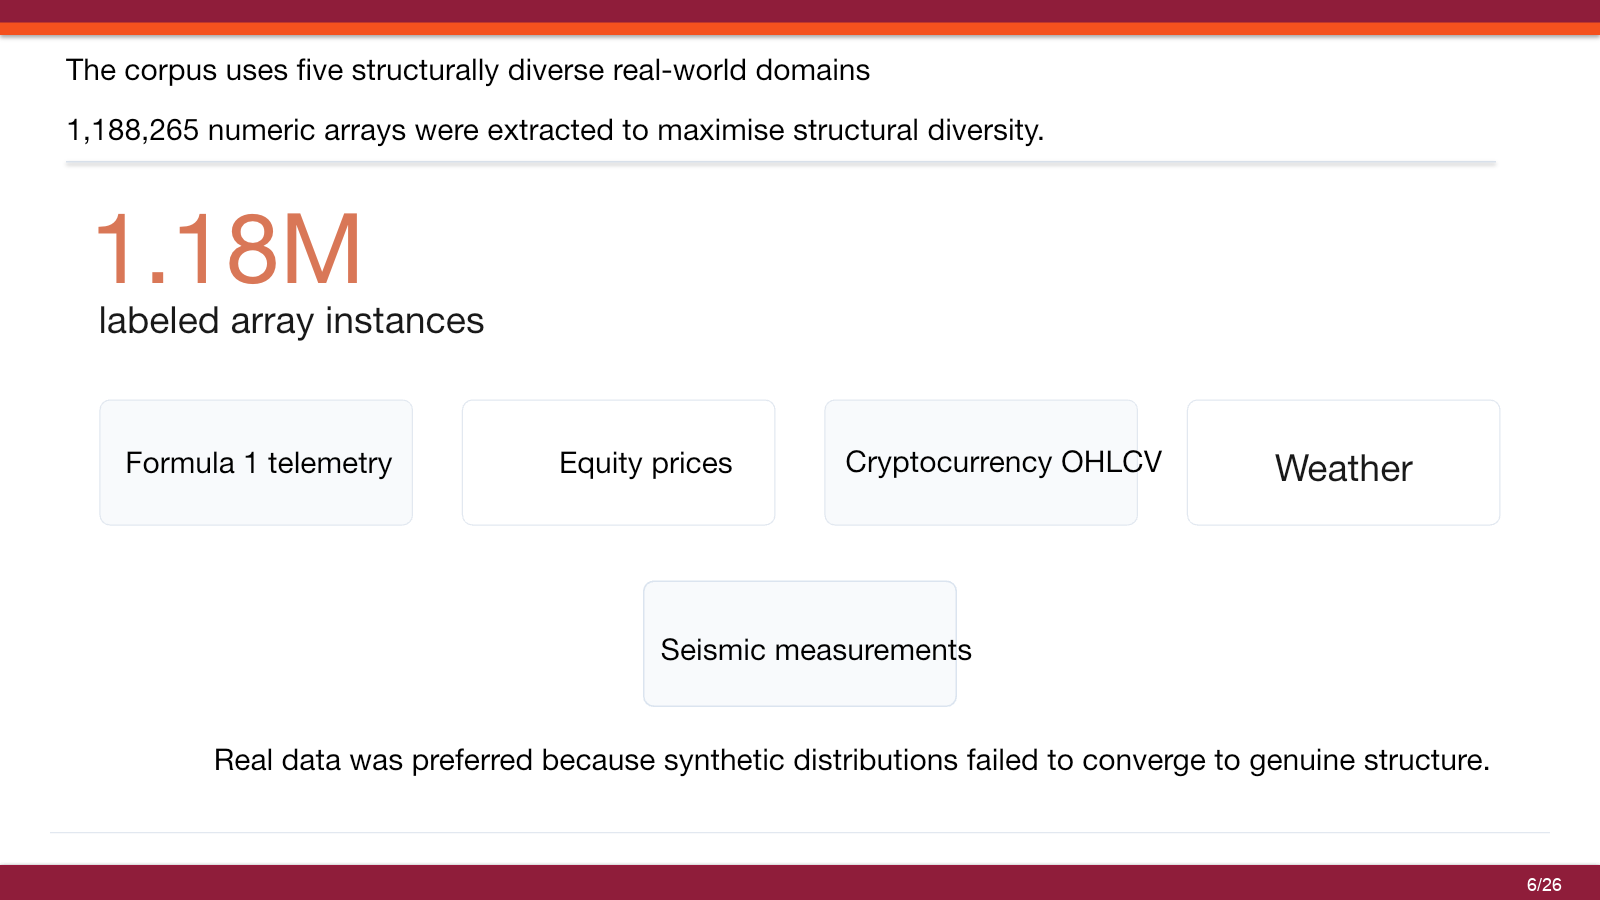 The corpus uses five structurally diverse real-world domains
1,188,265 numeric arrays were extracted to maximise structural diversity.
1.18M
labeled array instances
Formula 1 telemetry
Equity prices
Cryptocurrency OHLCV
Weather
Seismic measurements
Real data was preferred because synthetic distributions failed to converge to genuine structure.
6/26